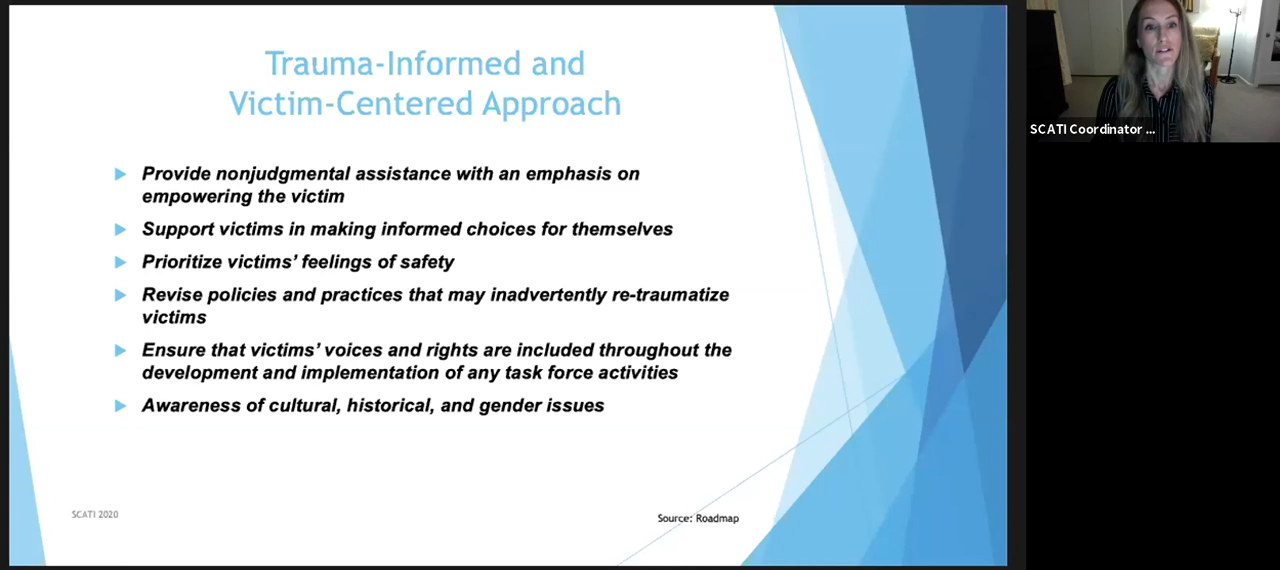 Trauma-Informed and
Victim-Centered Approach
Provide nonjudgmental assistance with an emphasis on
empowering the victim
Support victims in making informed choices for themselves
Prioritize victims’ feelings of safety
Revise policies and practices that may inadvertently re-traumatize
victims
Ensure that victims’ voices and rights are included throughout the
development and implementation of any task force activities
Awareness of cultural, historical, and gender issues
SCATI 2020
Source: Roadmap
SCATI Coordinator ...